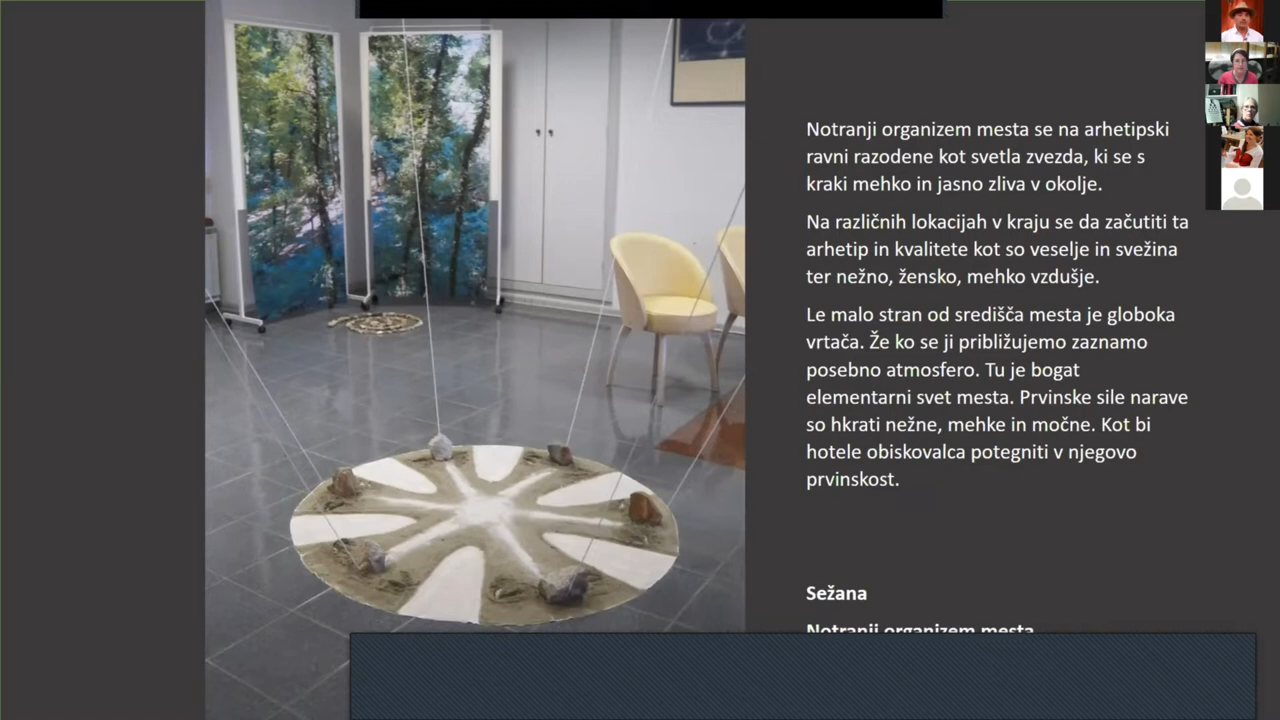 Notranji organizem mesta se na arhetipski
ravni razodene kot svetla zvezda, ki se s
kraki mehko in jasno zliva v okolje.
Na različnih lokacijah v kraju se da začutiti ta
arhetip in kvalitete kot so veselje in svežina
ter nežno, žensko, mehko vzdušje.
Le malo stran od središča mesta je globoka
vrtača. Že ko se ji približujemo zaznamo
posebno atmosfero. Tu je bogat
elementarni svet mesta. Prvinske sile narave
so hkrati nežne, mehke in močne. Kot bi
hotele obiskovalca potegniti v njegovo
prvinskost.
Sežana
Notranji organizem mesta